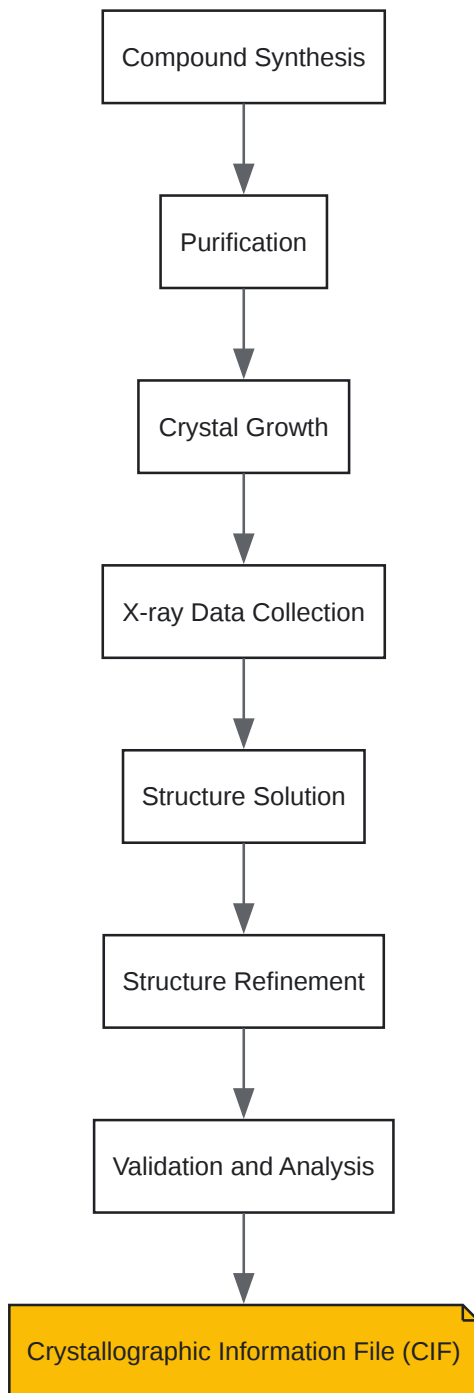 Compound Synthesis
Purification
Crystal Growth
X-ray Data Collection
Structure Solution
Structure Refinement
Validation and Analysis
Crystallographic Information File (CIF)